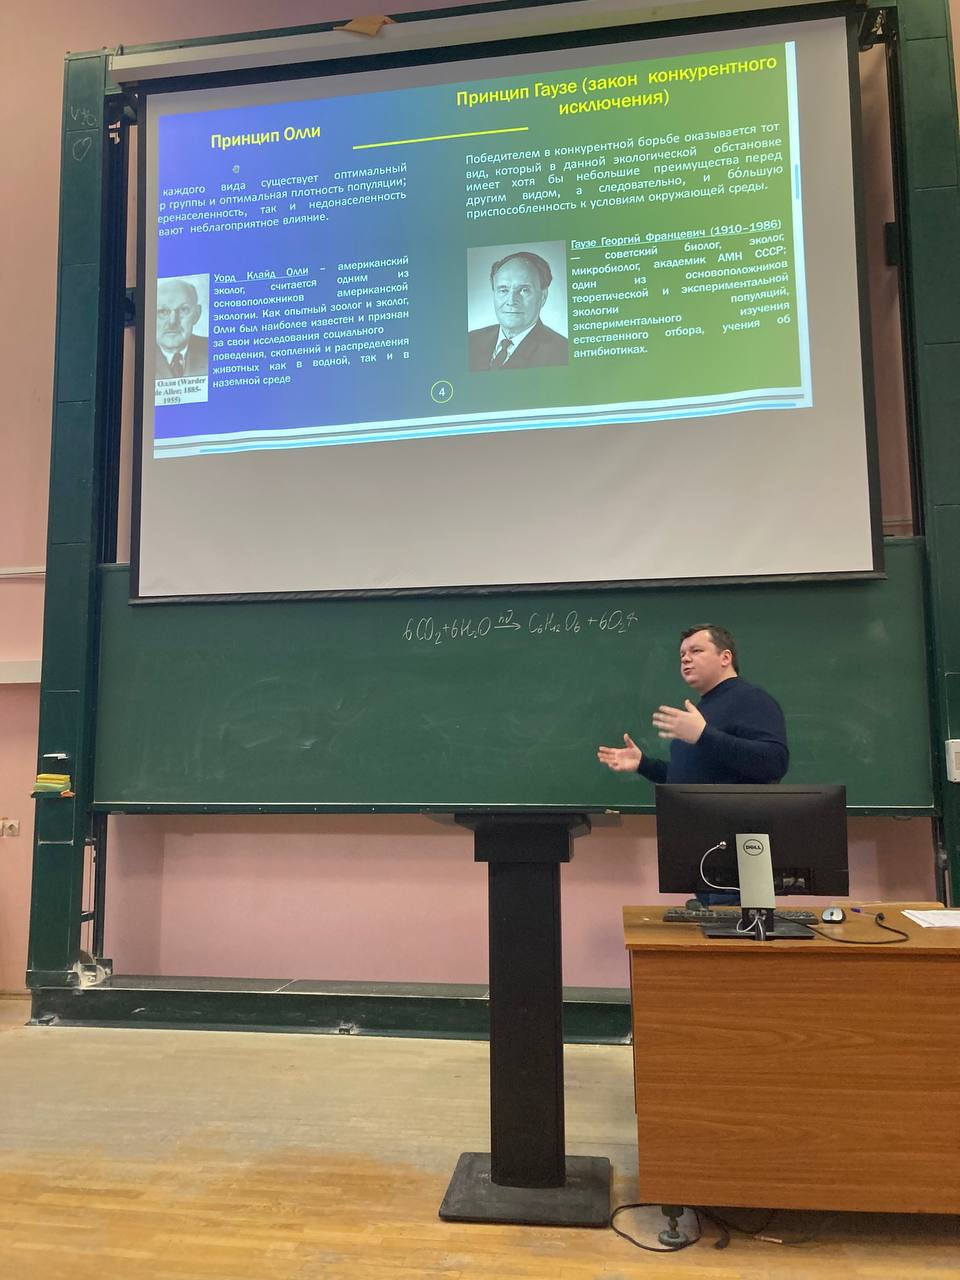 Принцип Олли
каждого вида существует оптимальный
р группы и оптимальная плотность популяции;
еренаселенность, так и недонаселенность
вают неблагоприятное влияние.
Уорд Клайд Олли – американский
эколог, считается одним из
основоположников американской
экологии. Как опытный зоолог и эколог,
Олли был наиболее известен и признан
за свои исследования социального
поведения, скоплений и распределения
животных как в водной, так и в
наземной среде
Олли (Warder
de Allee; 1885-
1955)
Принцип Гаузе (закон конкурентного
исключения)
Победителем в конкурентной борьбе оказывается тот
вид, который в данной экологической обстановке
имеет хотя бы небольшие преимущества перед
другим видом, а следовательно, и бóльшую
приспособленность к условиям окружающей среды.
Гаузе Георгий Францевич (1910–1986)
— советский биолог, эколог,
микробиолог, академик АМН СССР;
один из основоположников
теоретической и экспериментальной
экологии популяций,
экспериментального изучения
естественного отбора, учения об
антибиотиках.
4
6CO₂+6H₂O →hν C₆H₁₂O₆ + 6O₂↑
DELL